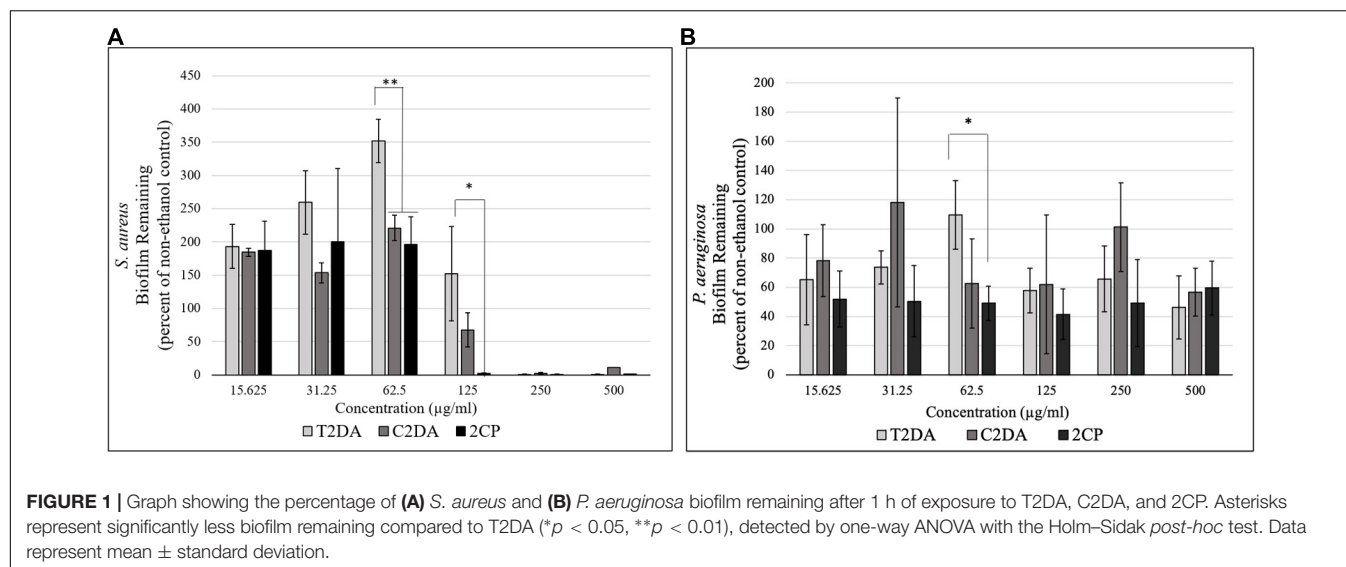 A
S. aureus
Biofilm Remaining
(percent of non-ethanol control)
450
400
350
300
250
200
150
100
50
0
**
*
15.625 31.25 62.5 125 250 500
Concentration (µg/ml)
T2DA C2DA 2CP
B
P. aeruginosa
Biofilm Remaining
(percent of non-ethanol control)
200
180
160
140
120
100
80
60
40
20
0
*
15.625 31.25 62.5 125 250 500
Concentration (µg/ml)
T2DA C2DA 2CP
FIGURE 1 | Graph showing the percentage of (A) S. aureus and (B) P. aeruginosa biofilm remaining after 1 h of exposure to T2DA, C2DA, and 2CP. Asterisks
represent significantly less biofilm remaining compared to T2DA (*p < 0.05, **p < 0.01), detected by one-way ANOVA with the Holm–Sidak post-hoc test. Data
represent mean ± standard deviation.